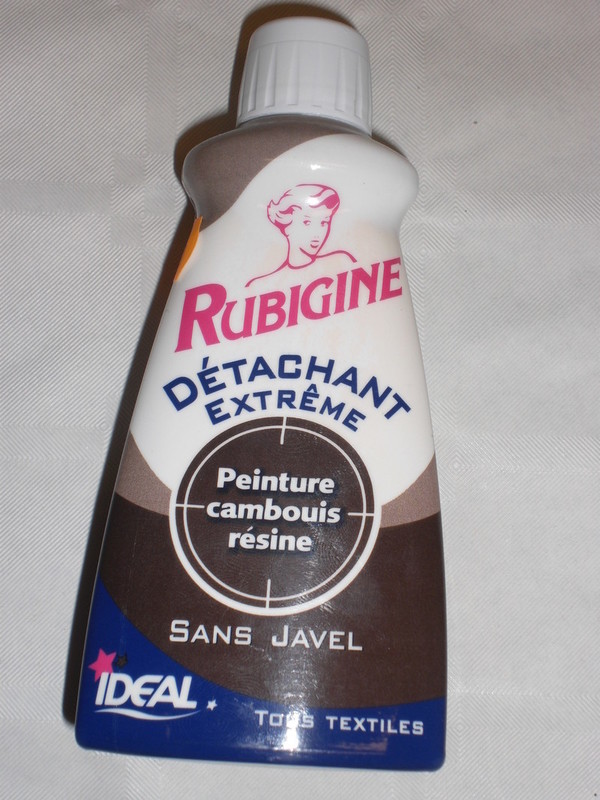 RUBIGINE
DÉTACHANT
EXTRÊME
Peinture
cambouis
résine
SANS JAVEL
IDEAL
TOUS TEXTILES